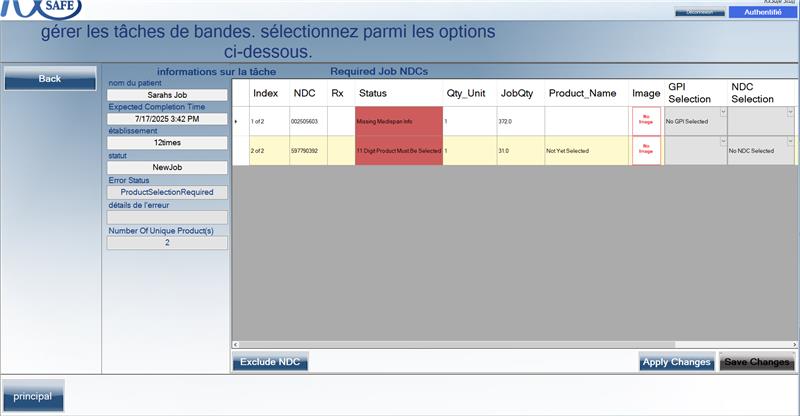 RX
SAFE
RxSafe Staff
Déconnexion
Authentifié
gérer les tâches de bandes. sélectionnez parmi les options
ci-dessous.
Back
informations sur la tâche
Required Job NDCs
nom du patient
Sarahs Job
Expected Completion Time
7/17/2025 3:42 PM
établissement
12times
statut
NewJob
Error Status
ProductSelectionRequired
détails de l'erreur
Number Of Unique Product(s)
2
Index NDC Rx Status Qty_Unit JobQty Product_Name Image GPI Selection NDC Selection
1 of 2 002505603 Missing Medispan Info 1 372.0 No Image No GPI Selected
2 of 2 597790392 11 Digit Product Must Be Selected 1 31.0 Not Yet Selected No Image No NDC Selected
Exclude NDC
Apply Changes
Save Changes
principal